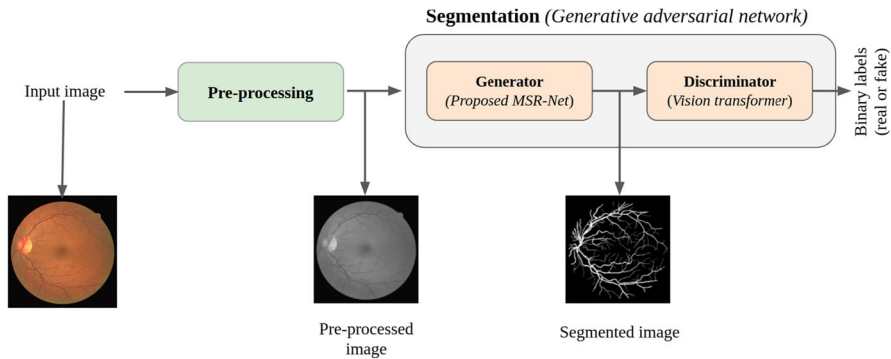 Segmentation (Generative adversarial network)
Input image
Pre-processing
Generator
(Proposed MSR-Net)
Discriminator
(Vision transformer)
Binary labels
(real or fake)
Pre-processed
image
Segmented image